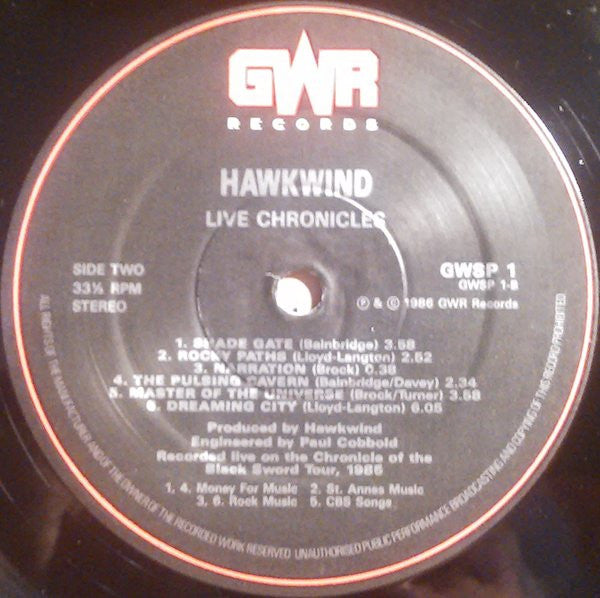 GWR
RECORDS
HAWKWIND
LIVE CHRONICLES
SIDE TWO
33⅓ RPM
STEREO
GWSP 1
GWSP 1-B
℗ & © 1986 GWR Records
1. SHADE GATE (Bainbridge) 3.58
2. ROCKY PATHS (Lloyd-Langton) 2.52
3. NARRATION (Brock) 0.38
4. THE PULSING CAVERN (Bainbridge/Davey) 2.34
5. MASTER OF THE UNIVERSE (Brock/Turner) 3.58
6. DREAMING CITY (Lloyd-Langton) 6.05
Produced by Hawkwind
Engineered by Paul Cobbold
Recorded live on the Chronicle of the
Black Sword Tour, 1985
1. 4. Money For Music 2. St. Annes Music
3. 6. Rock Music 5. CBS Songs
ALL RIGHTS OF THE MANUFACTURER AND OF THE OWNER OF THE RECORDED WORK RESERVED UNAUTHORISED PUBLIC PERFORMANCE BROADCASTING AND COPYING OF THIS RECORD PROHIBITED